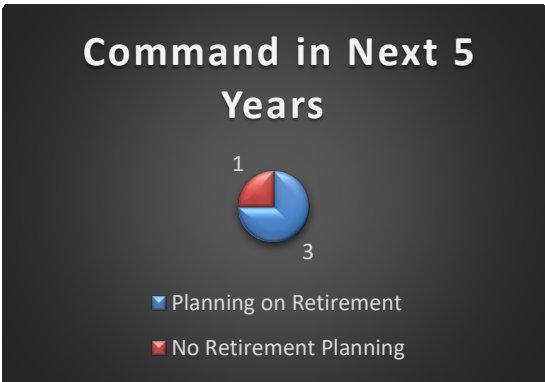 Command in Next 5
Years
1
3
Planning on Retirement
No Retirement Planning